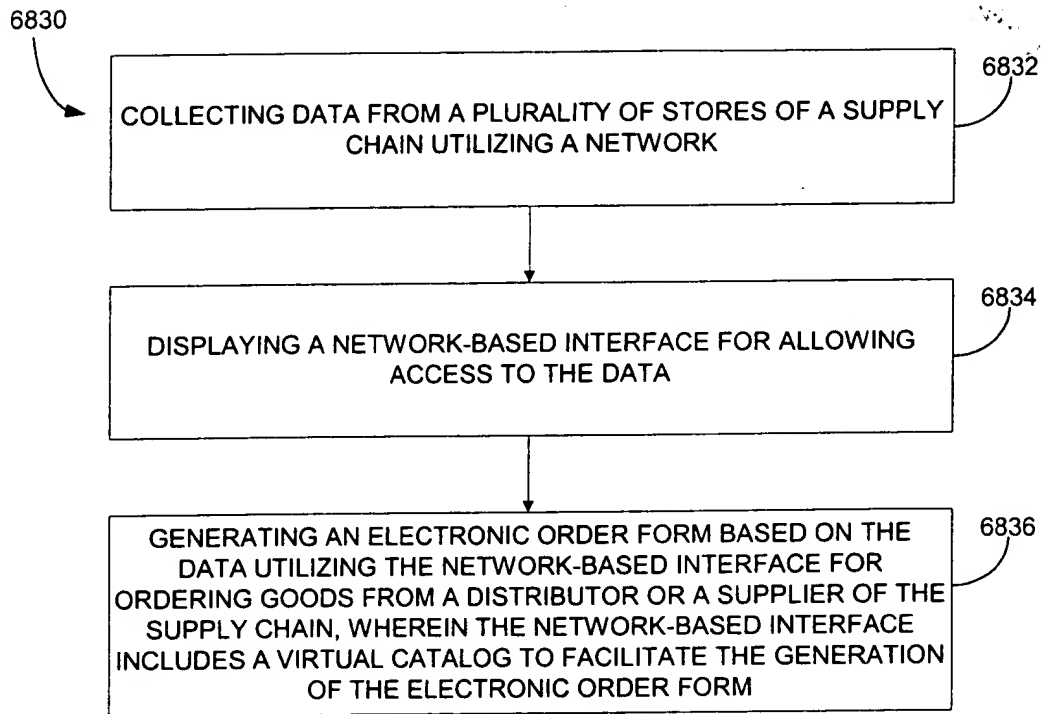 6830
6832
COLLECTING DATA FROM A PLURALITY OF STORES OF A SUPPLY
CHAIN UTILIZING A NETWORK
6834
DISPLAYING A NETWORK-BASED INTERFACE FOR ALLOWING
ACCESS TO THE DATA
6836
GENERATING AN ELECTRONIC ORDER FORM BASED ON THE
DATA UTILIZING THE NETWORK-BASED INTERFACE FOR
ORDERING GOODS FROM A DISTRIBUTOR OR A SUPPLIER OF THE
SUPPLY CHAIN, WHEREIN THE NETWORK-BASED INTERFACE
INCLUDES A VIRTUAL CATALOG TO FACILITATE THE GENERATION
OF THE ELECTRONIC ORDER FORM